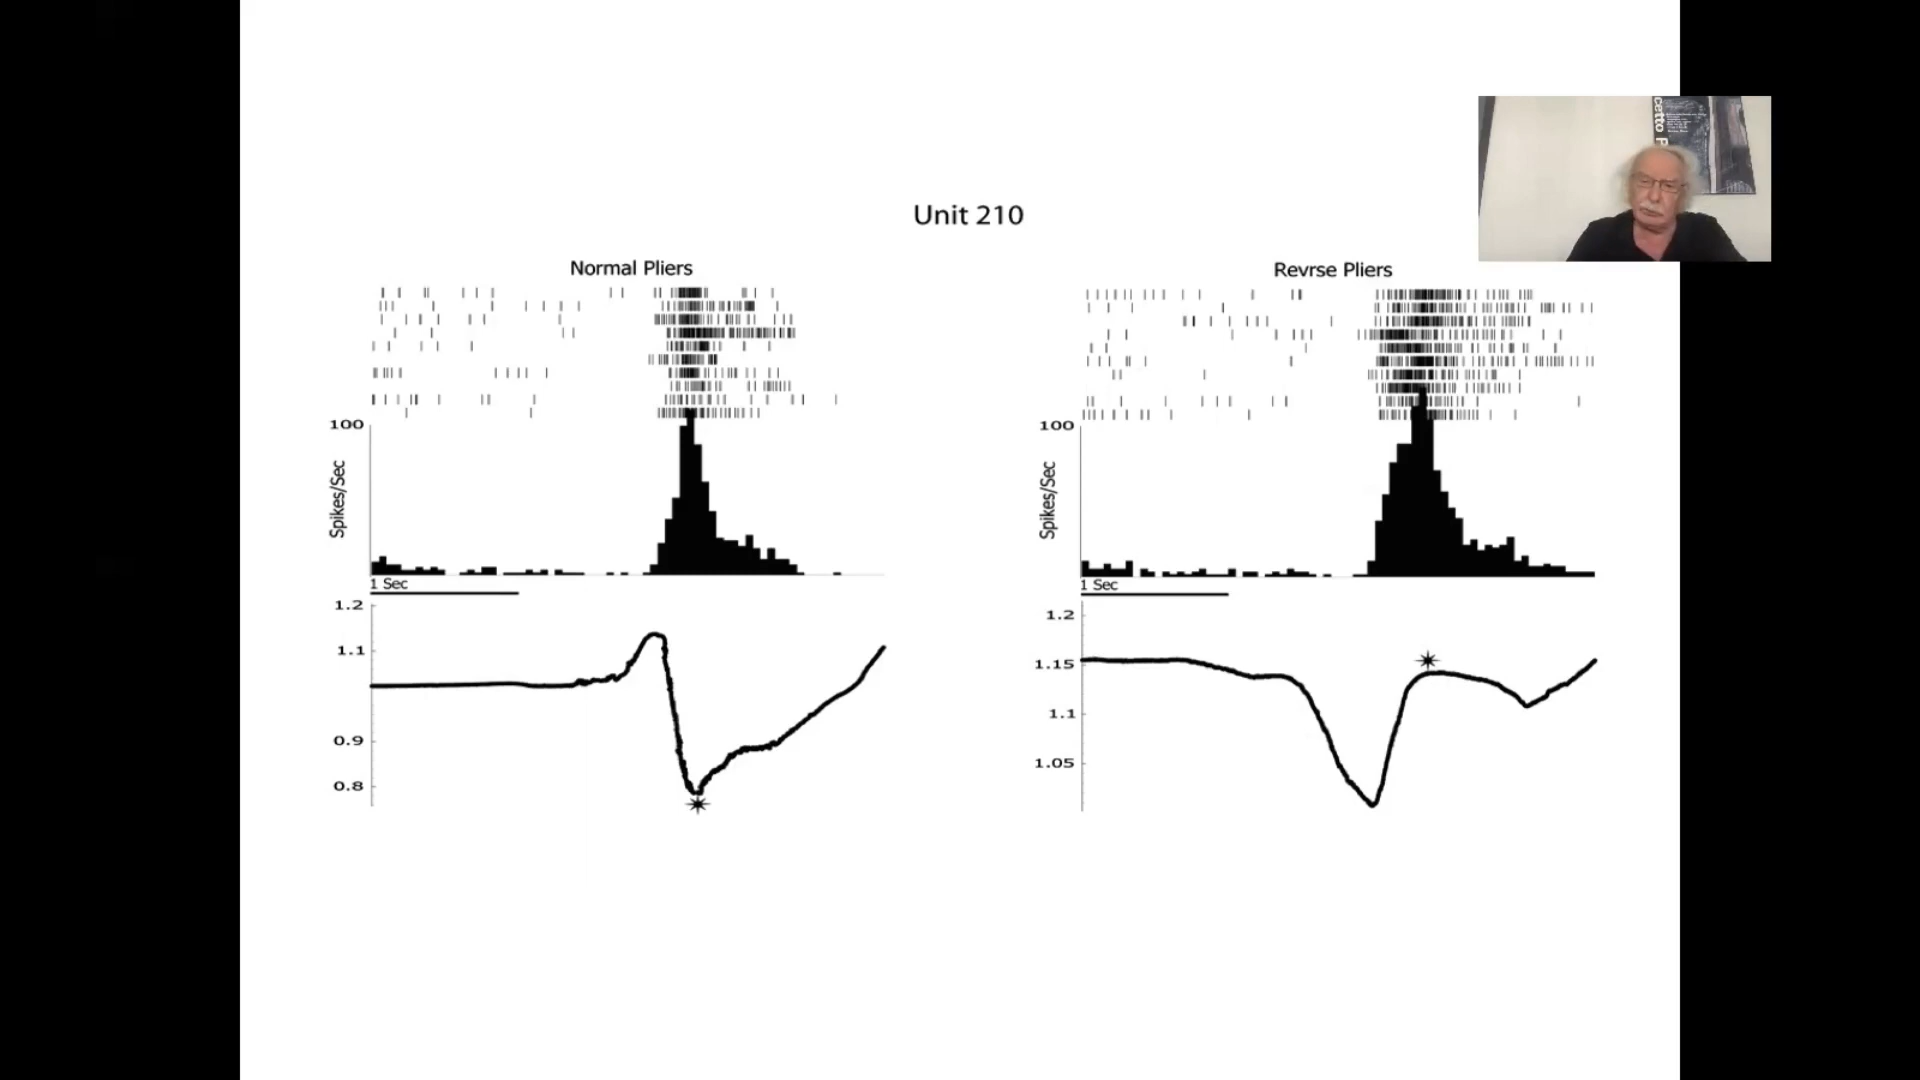 cetto P
Unit 210
Normal Pliers
100
Spikes/Sec
1 Sec
1.2
1.1
0.9
0.8
Revrse Pliers
100
Spikes/Sec
1 Sec
1.2
1.15
1.1
1.05